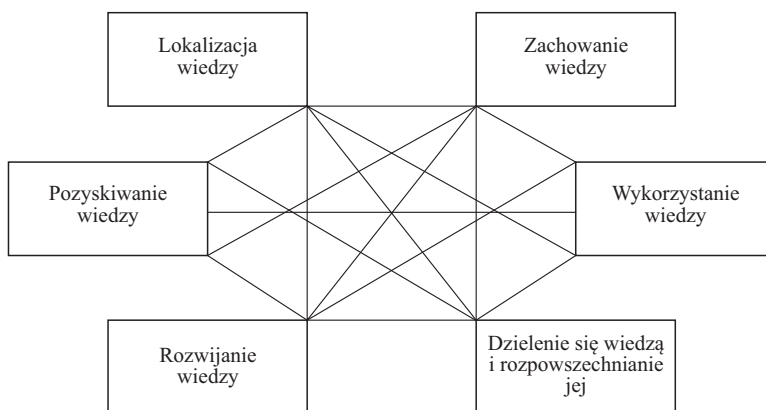 Lokalizacja
wiedzy
Zachowanie
wiedzy
Pozyskiwanie
wiedzy
Wykorzystanie
wiedzy
Rozwijanie
wiedzy
Dzielenie się wiedzą
i rozpowszechnianie
jej